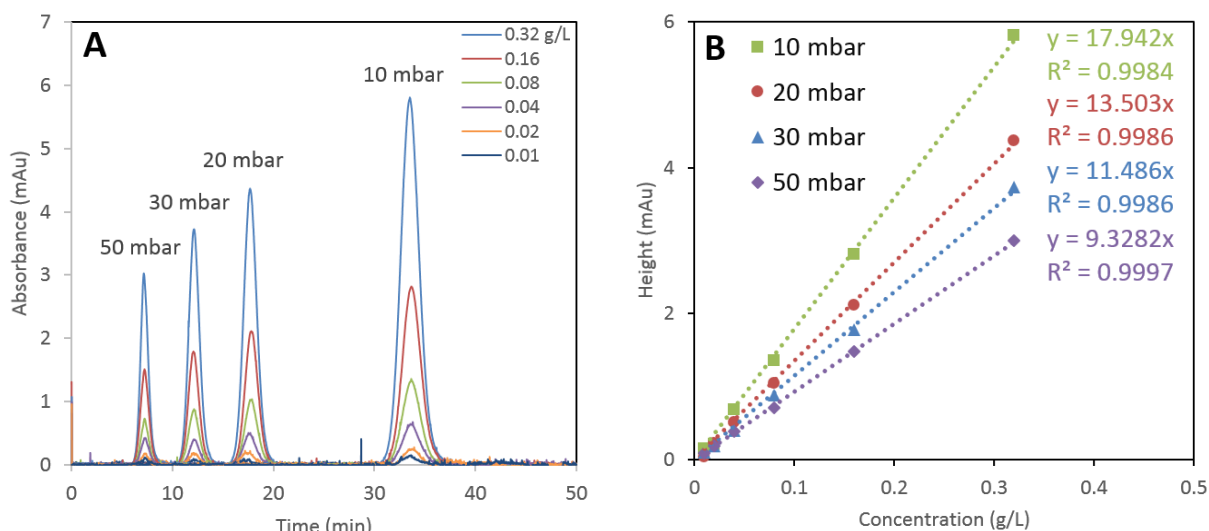 A
7
6
5
4
3
2
1
0
Absorbance (mAu)
0
10
20
30
40
50
Time (min)
50 mbar
30 mbar
20 mbar
10 mbar
0.32 g/L
0.16
0.08
0.04
0.02
0.01
B
6
4
2
0
Height (mAu)
0
0.1
0.2
0.3
0.4
0.5
Concentration (g/L)
10 mbar
20 mbar
30 mbar
50 mbar
y = 17.942x
R² = 0.9984
y = 13.503x
R² = 0.9986
y = 11.486x
R² = 0.9986
y = 9.3282x
R² = 0.9997